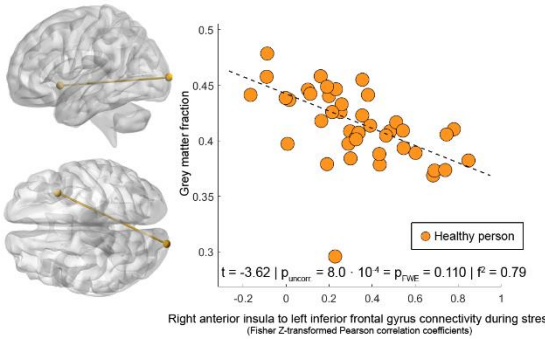 0.5
0.45
0.4
0.35
0.3
Grey matter fraction
Healthy person
t = -3.62 | p_uncorr. = 8.0 · 10^-4 = p_FWE = 0.110 | f² = 0.79
-0.2 0 0.2 0.4 0.6 0.8 1
Right anterior insula to left inferior frontal gyrus connectivity during stres
(Fisher Z-transformed Pearson correlation coefficients)